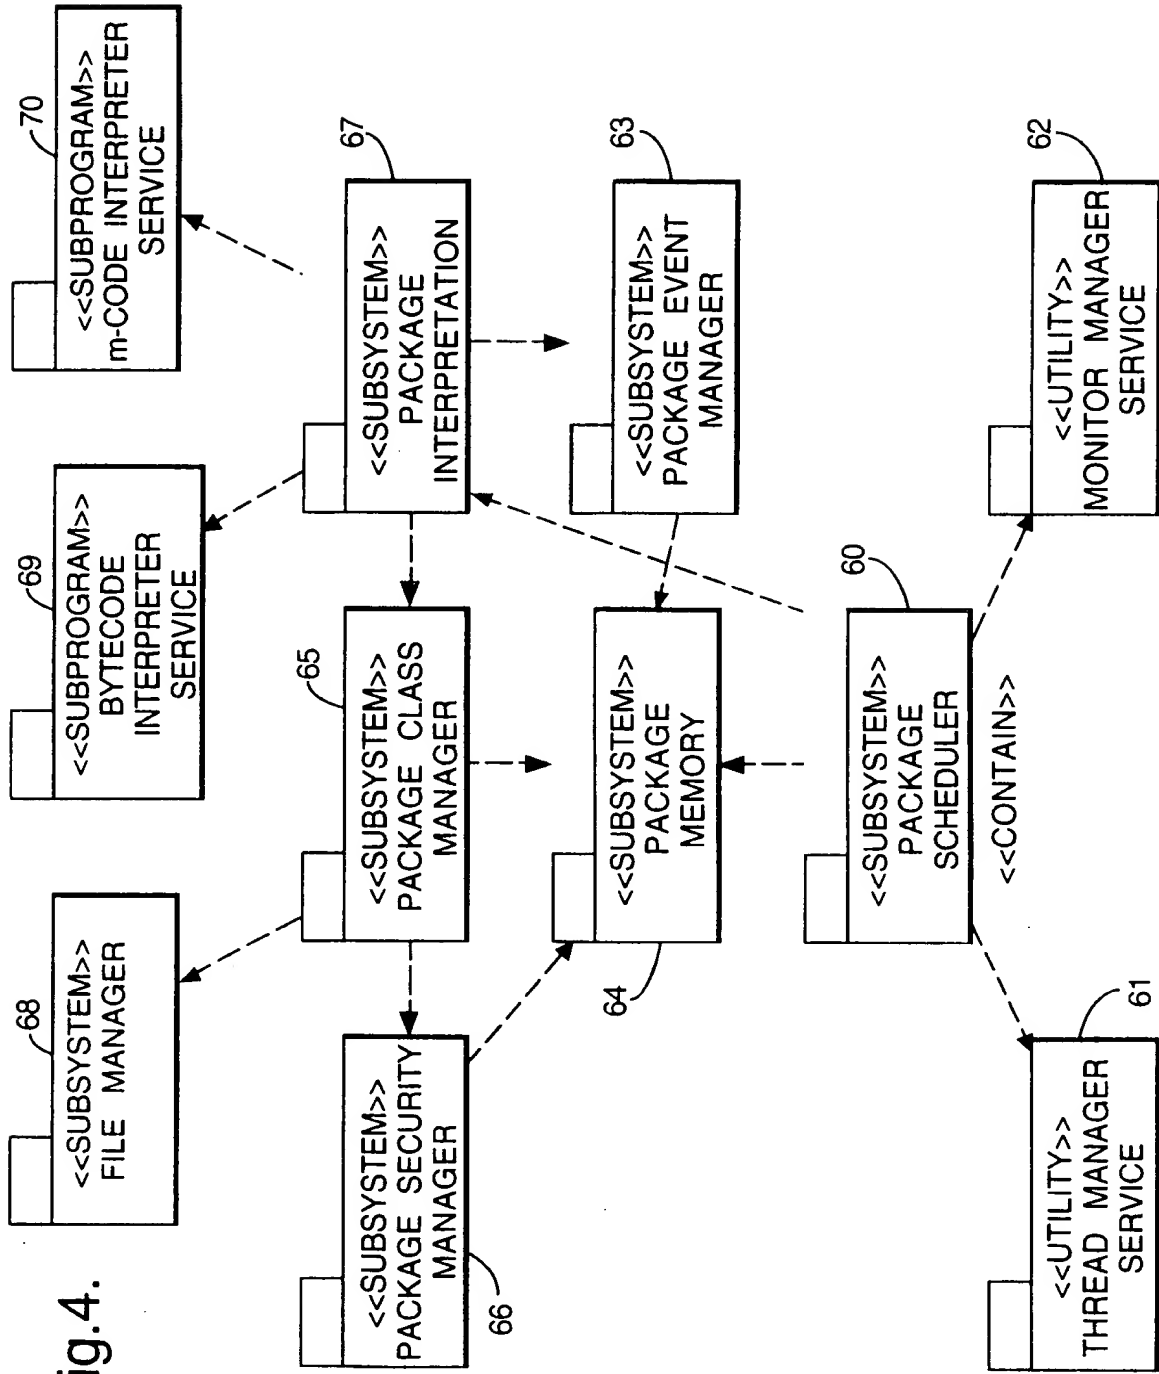 ig.4.
68
<<SUBSYSTEM>>
FILE MANAGER
69
<<SUBPROGRAM>>
BYTECODE
INTERPRETER
SERVICE
70
<<SUBPROGRAM>>
m-CODE INTERPRETER
SERVICE
66
<<SUBSYSTEM>>
PACKAGE SECURITY
MANAGER
65
<<SUBSYSTEM>>
PACKAGE CLASS
MANAGER
67
<<SUBSYSTEM>>
PACKAGE
INTERPRETATION
64
<<SUBSYSTEM>>
PACKAGE
MEMORY
63
<<SUBSYSTEM>>
PACKAGE EVENT
MANAGER
60
<<SUBSYSTEM>>
PACKAGE
SCHEDULER
<<CONTAIN>>
61
<<UTILITY>>
THREAD MANAGER
SERVICE
62
<<UTILITY>>
MONITOR MANAGER
SERVICE